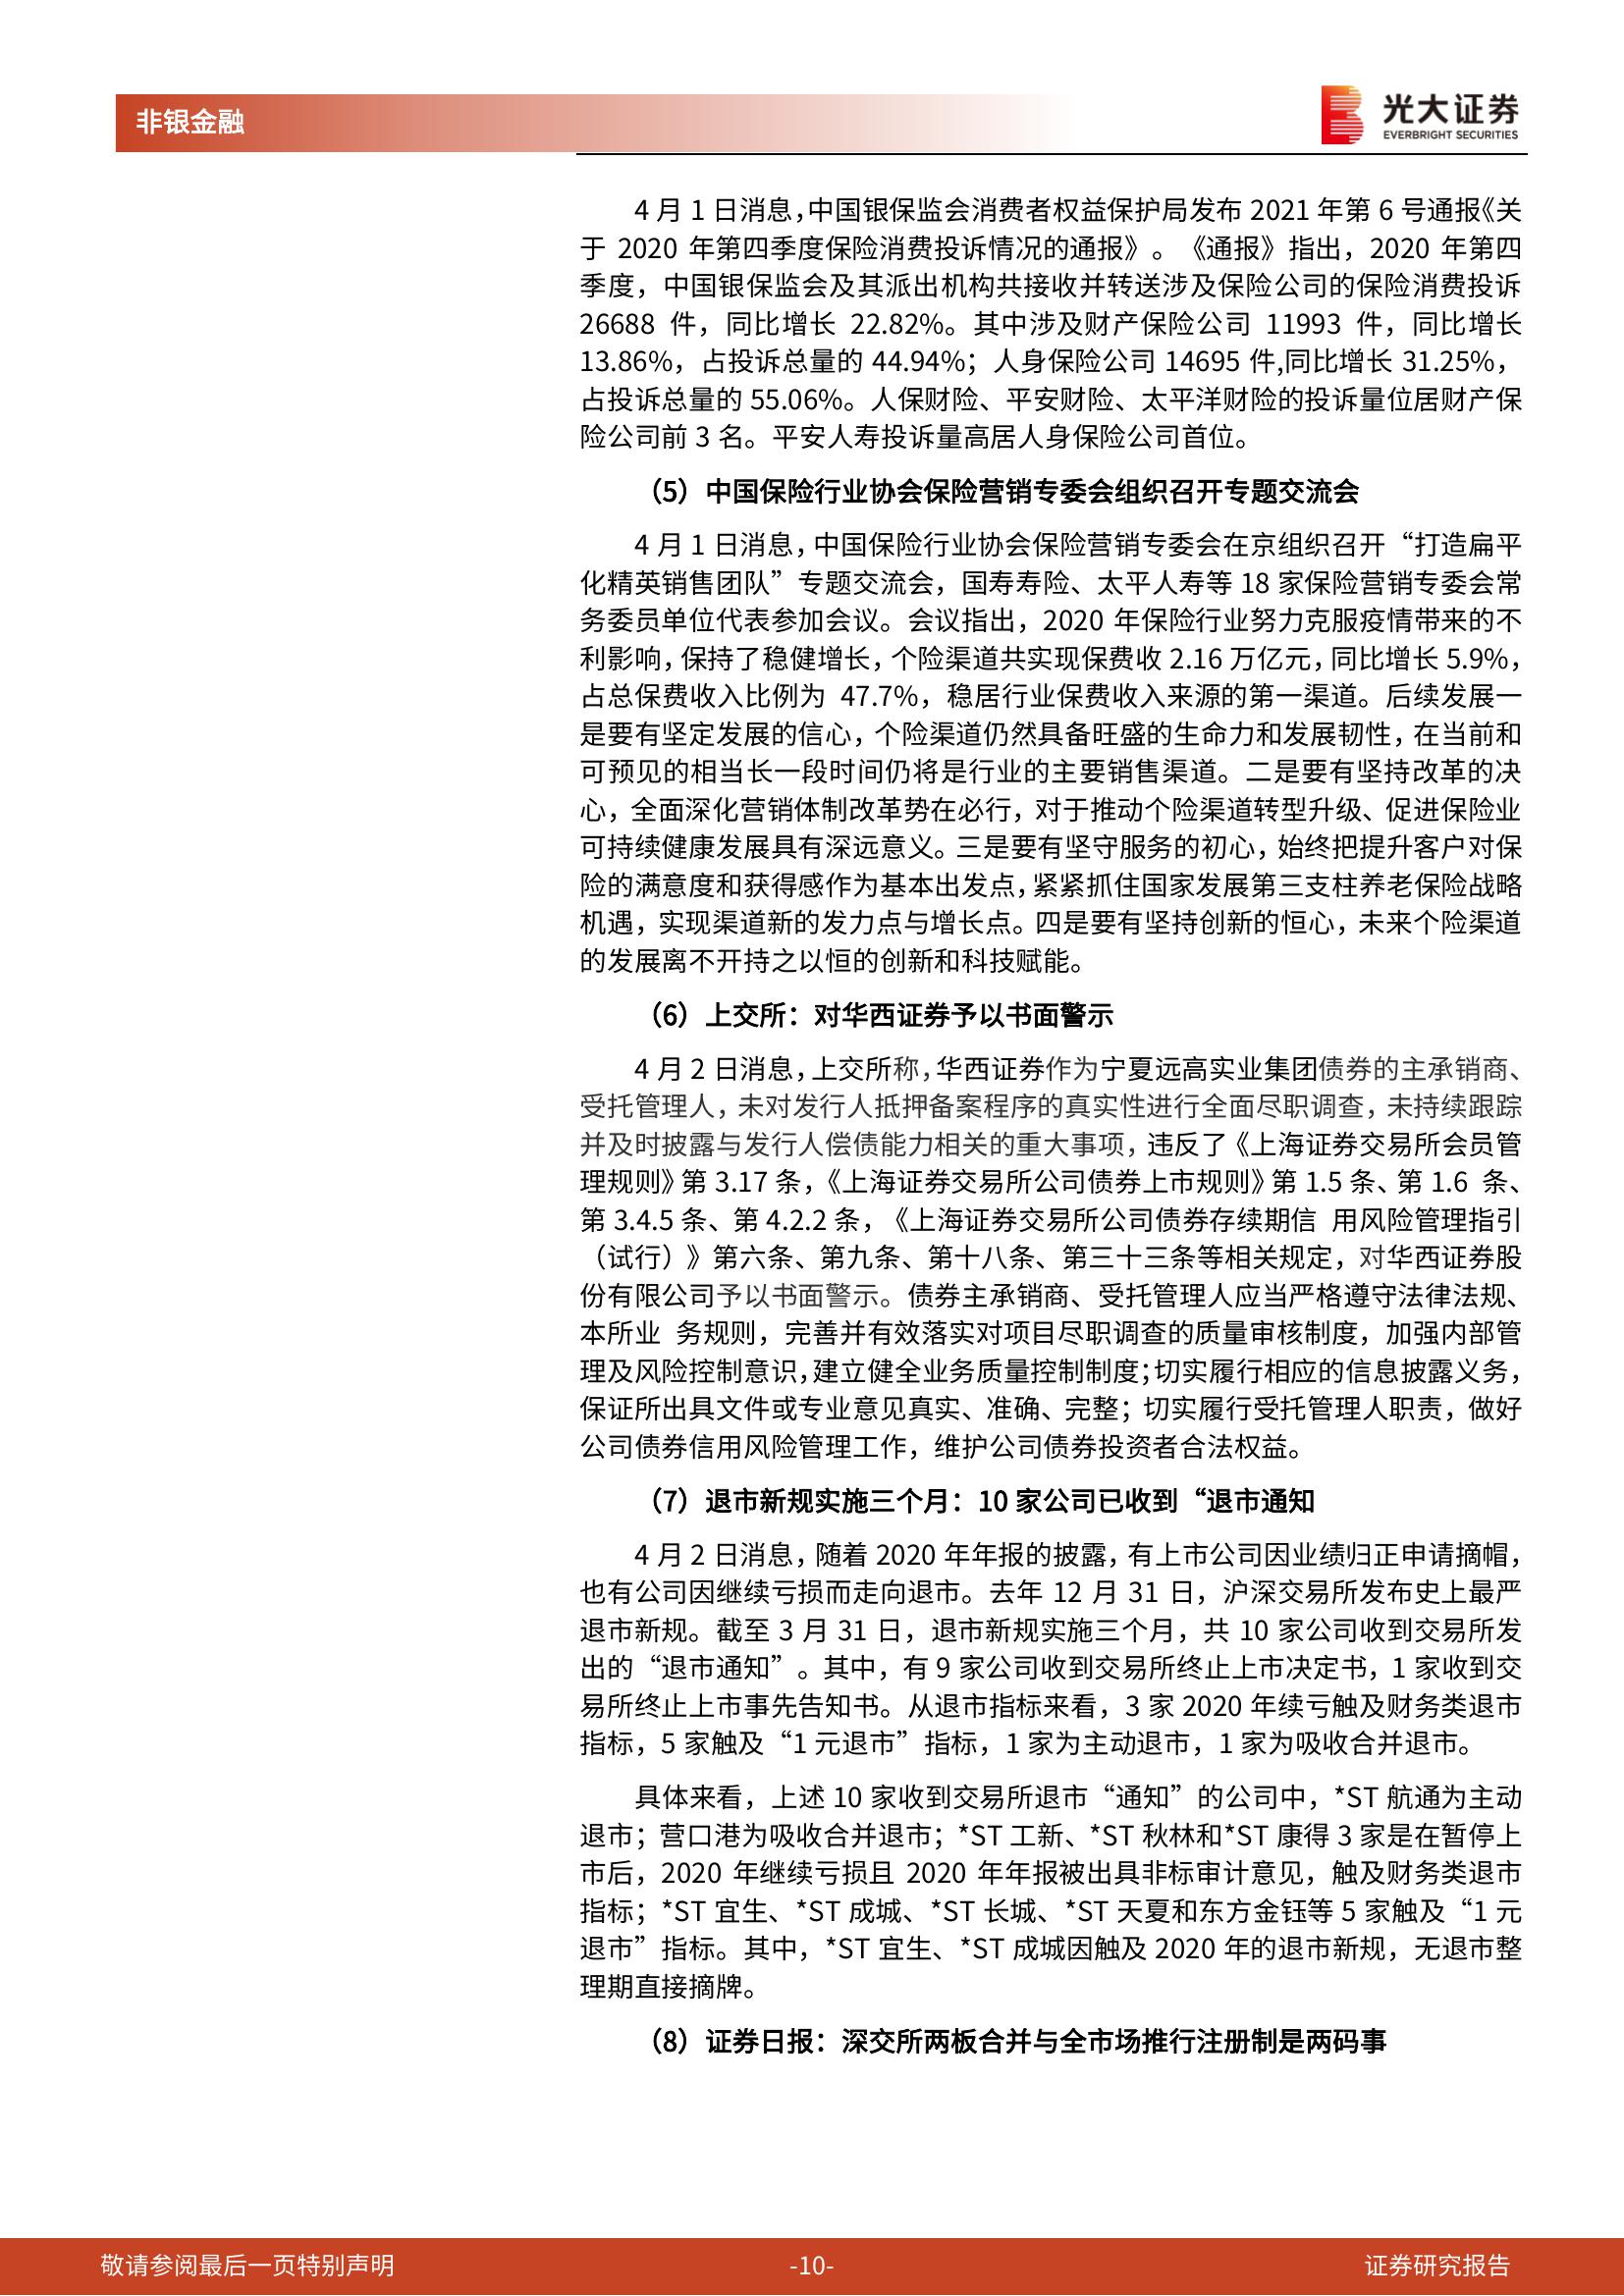 非银金融
光大证券
EVERBRIGHT SECURITIES
4 月 1 日消息，中国银保监会消费者权益保护局发布 2021 年第 6 号通报《关
于 2020 年第四季度保险消费投诉情况的通报》。《通报》指出，2020 年第四
季度，中国银保监会及其派出机构共接收并转送涉及保险公司的保险消费投诉
26688 件，同比增长 22.82%。其中涉及财产保险公司 11993 件，同比增长
13.86%，占投诉总量的 44.94%；人身保险公司 14695 件,同比增长 31.25%，
占投诉总量的 55.06%。人保财险、平安财险、太平洋财险的投诉量位居财产保
险公司前 3 名。平安人寿投诉量高居人身保险公司首位。
（5）中国保险行业协会保险营销专委会组织召开专题交流会
4 月 1 日消息，中国保险行业协会保险营销专委会在京组织召开“打造扁平
化精英销售团队”专题交流会，国寿寿险、太平人寿等 18 家保险营销专委会常
务委员单位代表参加会议。会议指出，2020 年保险行业努力克服疫情带来的不
利影响，保持了稳健增长，个险渠道共实现保费收 2.16 万亿元，同比增长 5.9%，
占总保费收入比例为 47.7%，稳居行业保费收入来源的第一渠道。后续发展一
是要有坚定发展的信心，个险渠道仍然具备旺盛的生命力和发展韧性，在当前和
可预见的相当长一段时间仍将是行业的主要销售渠道。二是要有坚持改革的决
心，全面深化营销体制改革势在必行，对于推动个险渠道转型升级、促进保险业
可持续健康发展具有深远意义。三是要有坚守服务的初心，始终把提升客户对保
险的满意度和获得感作为基本出发点，紧紧抓住国家发展第三支柱养老保险战略
机遇，实现渠道新的发力点与增长点。四是要有坚持创新的恒心，未来个险渠道
的发展离不开持之以恒的创新和科技赋能。
（6）上交所：对华西证券予以书面警示
4 月 2 日消息，上交所称，华西证券作为宁夏远高实业集团债券的主承销商、
受托管理人，未对发行人抵押备案程序的真实性进行全面尽职调查，未持续跟踪
并及时披露与发行人偿债能力相关的重大事项，违反了《上海证券交易所会员管
理规则》第 3.17 条，《上海证券交易所公司债券上市规则》第 1.5 条、第 1.6 条、
第 3.4.5 条、第 4.2.2 条，《上海证券交易所公司债券存续期信 用风险管理指引
（试行）》第六条、第九条、第十八条、第三十三条等相关规定，对华西证券股
份有限公司予以书面警示。债券主承销商、受托管理人应当严格遵守法律法规、
本所业 务规则，完善并有效落实对项目尽职调查的质量审核制度，加强内部管
理及风险控制意识，建立健全业务质量控制制度；切实履行相应的信息披露义务，
保证所出具文件或专业意见真实、准确、完整；切实履行受托管理人职责，做好
公司债券信用风险管理工作，维护公司债券投资者合法权益。
（7）退市新规实施三个月：10 家公司已收到“退市通知
4 月 2 日消息，随着 2020 年年报的披露，有上市公司因业绩归正申请摘帽，
也有公司因继续亏损而走向退市。去年 12 月 31 日，沪深交易所发布史上最严
退市新规。截至 3 月 31 日，退市新规实施三个月，共 10 家公司收到交易所发
出的“退市通知”。其中，有 9 家公司收到交易所终止上市决定书，1 家收到交
易所终止上市事先告知书。从退市指标来看，3 家 2020 年续亏触及财务类退市
指标，5 家触及“1 元退市”指标，1 家为主动退市，1 家为吸收合并退市。
具体来看，上述 10 家收到交易所退市“通知”的公司中，*ST 航通为主动
退市；营口港为吸收合并退市；*ST 工新、*ST 秋林和*ST 康得 3 家是在暂停上
市后，2020 年继续亏损且 2020 年年报被出具非标审计意见，触及财务类退市
指标；*ST 宜生、*ST 成城、*ST 长城、*ST 天夏和东方金钰等 5 家触及“1 元
退市”指标。其中，*ST 宜生、*ST 成城因触及 2020 年的退市新规，无退市整
理期直接摘牌。
（8）证券日报：深交所两板合并与全市场推行注册制是两码事
敬请参阅最后一页特别声明
-10-
证券研究报告